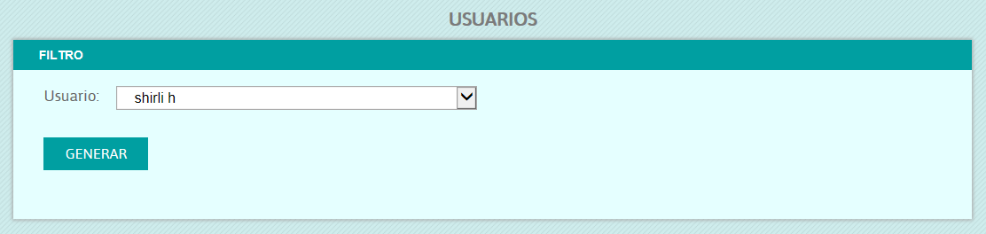 USUARIOS
FILTRO
Usuario: shirli h
GENERAR